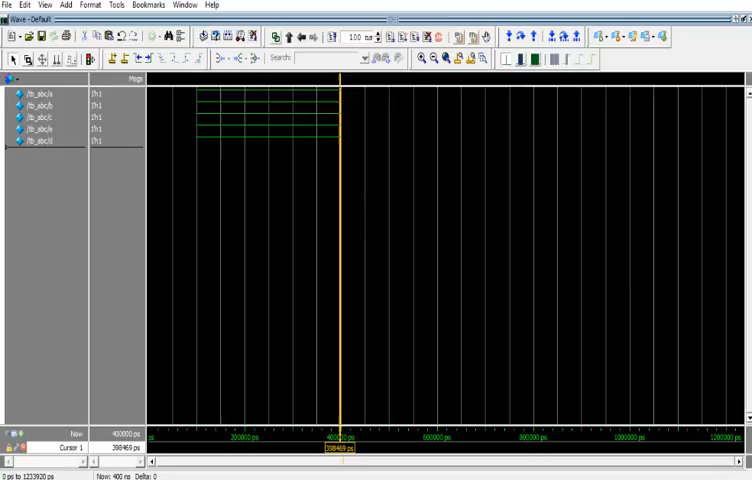 File Edit View Add Format Tools Bookmarks Window Help
Wave - Default
100 ns
Search:
Msgs
/tb_abc/a 1'h1
/tb_abc/b 1'h1
/tb_abc/c 1'h1
/tb_abc/e 1'h1
/tb_abc/d 1'h1
Now 400000 ps
ps 200000 ps 400000 ps 600000 ps 800000 ps 1000000 ps 1200000 ps
Cursor 1 398469 ps 398469 ps
0 ps to 1233920 ps Now: 400 ns Delta: 0